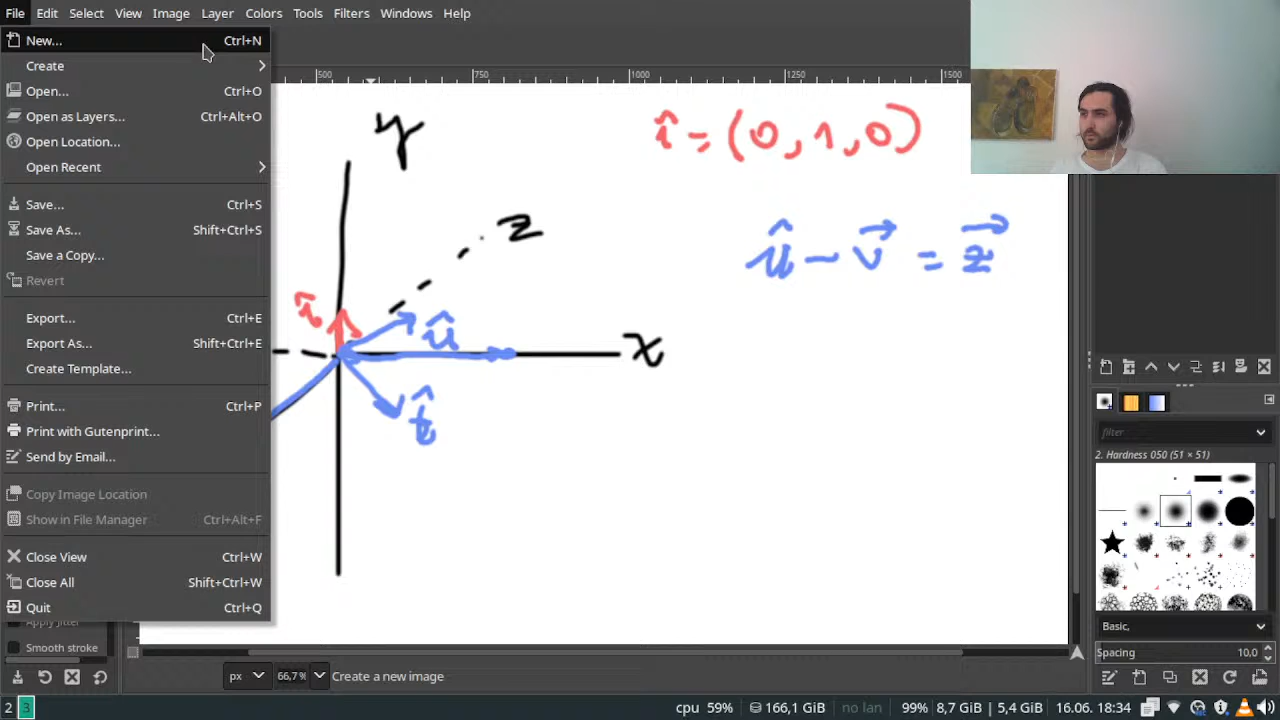 File Edit Select View Image Layer Colors Tools Filters Windows Help
New... Ctrl+N
Create
Open... Ctrl+O
Open as Layers... Ctrl+Alt+O
Open Location...
Open Recent
Save... Ctrl+S
Save As... Shift+Ctrl+S
Save a Copy...
Revert
Export... Ctrl+E
Export As... Shift+Ctrl+E
Create Template...
Print... Ctrl+P
Print with Gutenprint...
Send by Email...
Copy Image Location
Show in File Manager Ctrl+Alt+F
Close View Ctrl+W
Close All Shift+Ctrl+W
Quit Ctrl+Q
Apply Jitter
Smooth stroke
500 750 1000 1250 1500
y
z
x
î
û
t̂
î = (0, 1, 0)
û - v⃗ = z⃗
filter
2. Hardness 050 (51 × 51)
Basic,
Spacing 10,0
px 66,7% Create a new image
2 3 cpu 59% 166,1 GiB no lan 99% 8,7 GiB | 5,4 GiB 16.06. 18:34